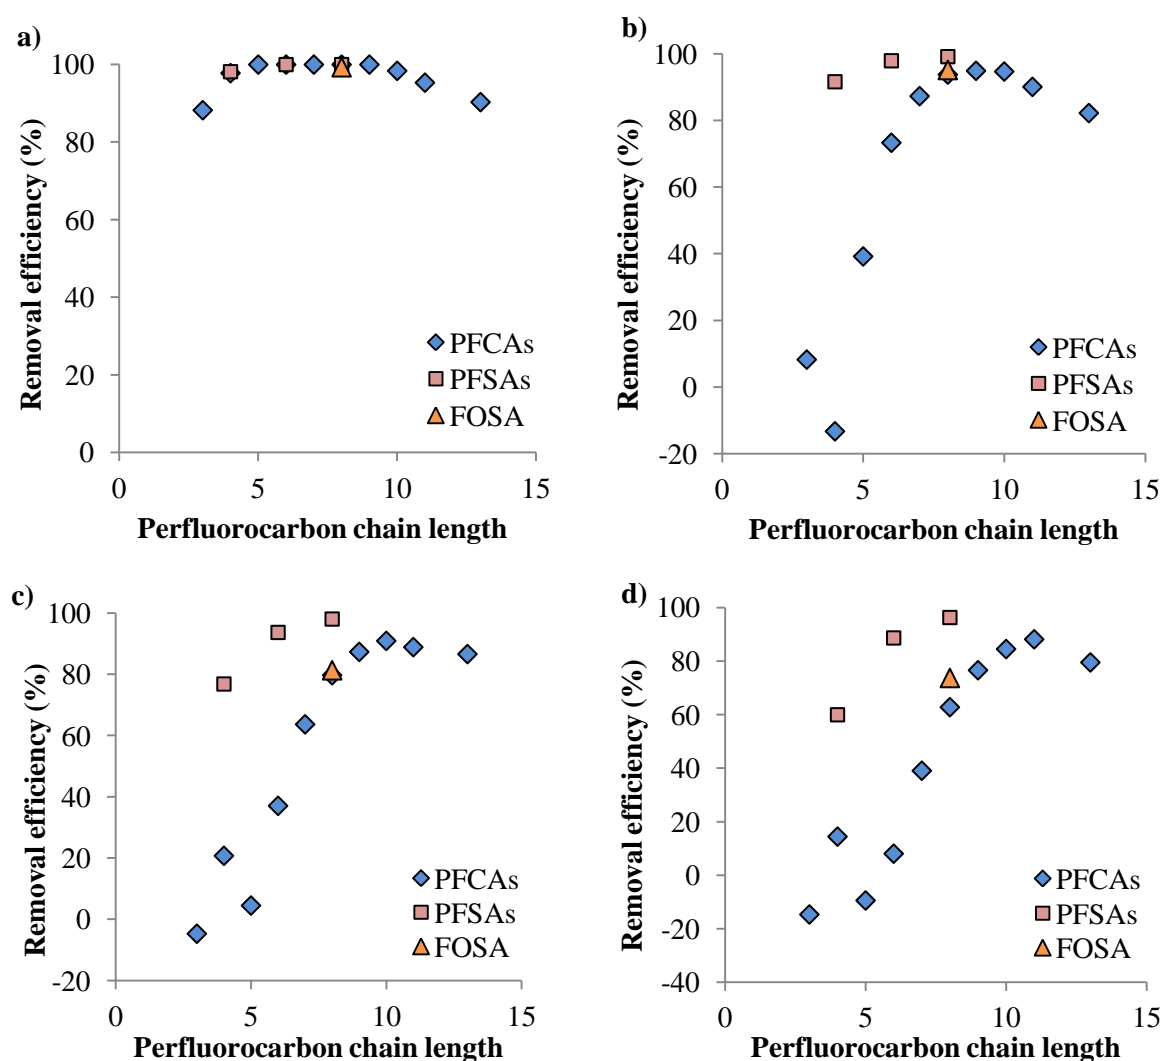 a)
Removal efficiency (%)
100
80
60
40
20
0
0 5 10 15
Perfluorocarbon chain length
PFCAs
PFSAs
FOSA
b)
Removal efficiency (%)
100
80
60
40
20
0
-20
0 5 10 15
Perfluorocarbon chain length
PFCAs
PFSAs
FOSA
c)
Removal efficiency (%)
100
80
60
40
20
0
-20
0 5 10 15
Perfluorocarbon chain length
PFCAs
PFSAs
FOSA
d)
Removal efficiency (%)
100
80
60
40
20
0
-20
-40
0 5 10 15
Perfluorocarbon chain length
PFCAs
PFSAs
FOSA